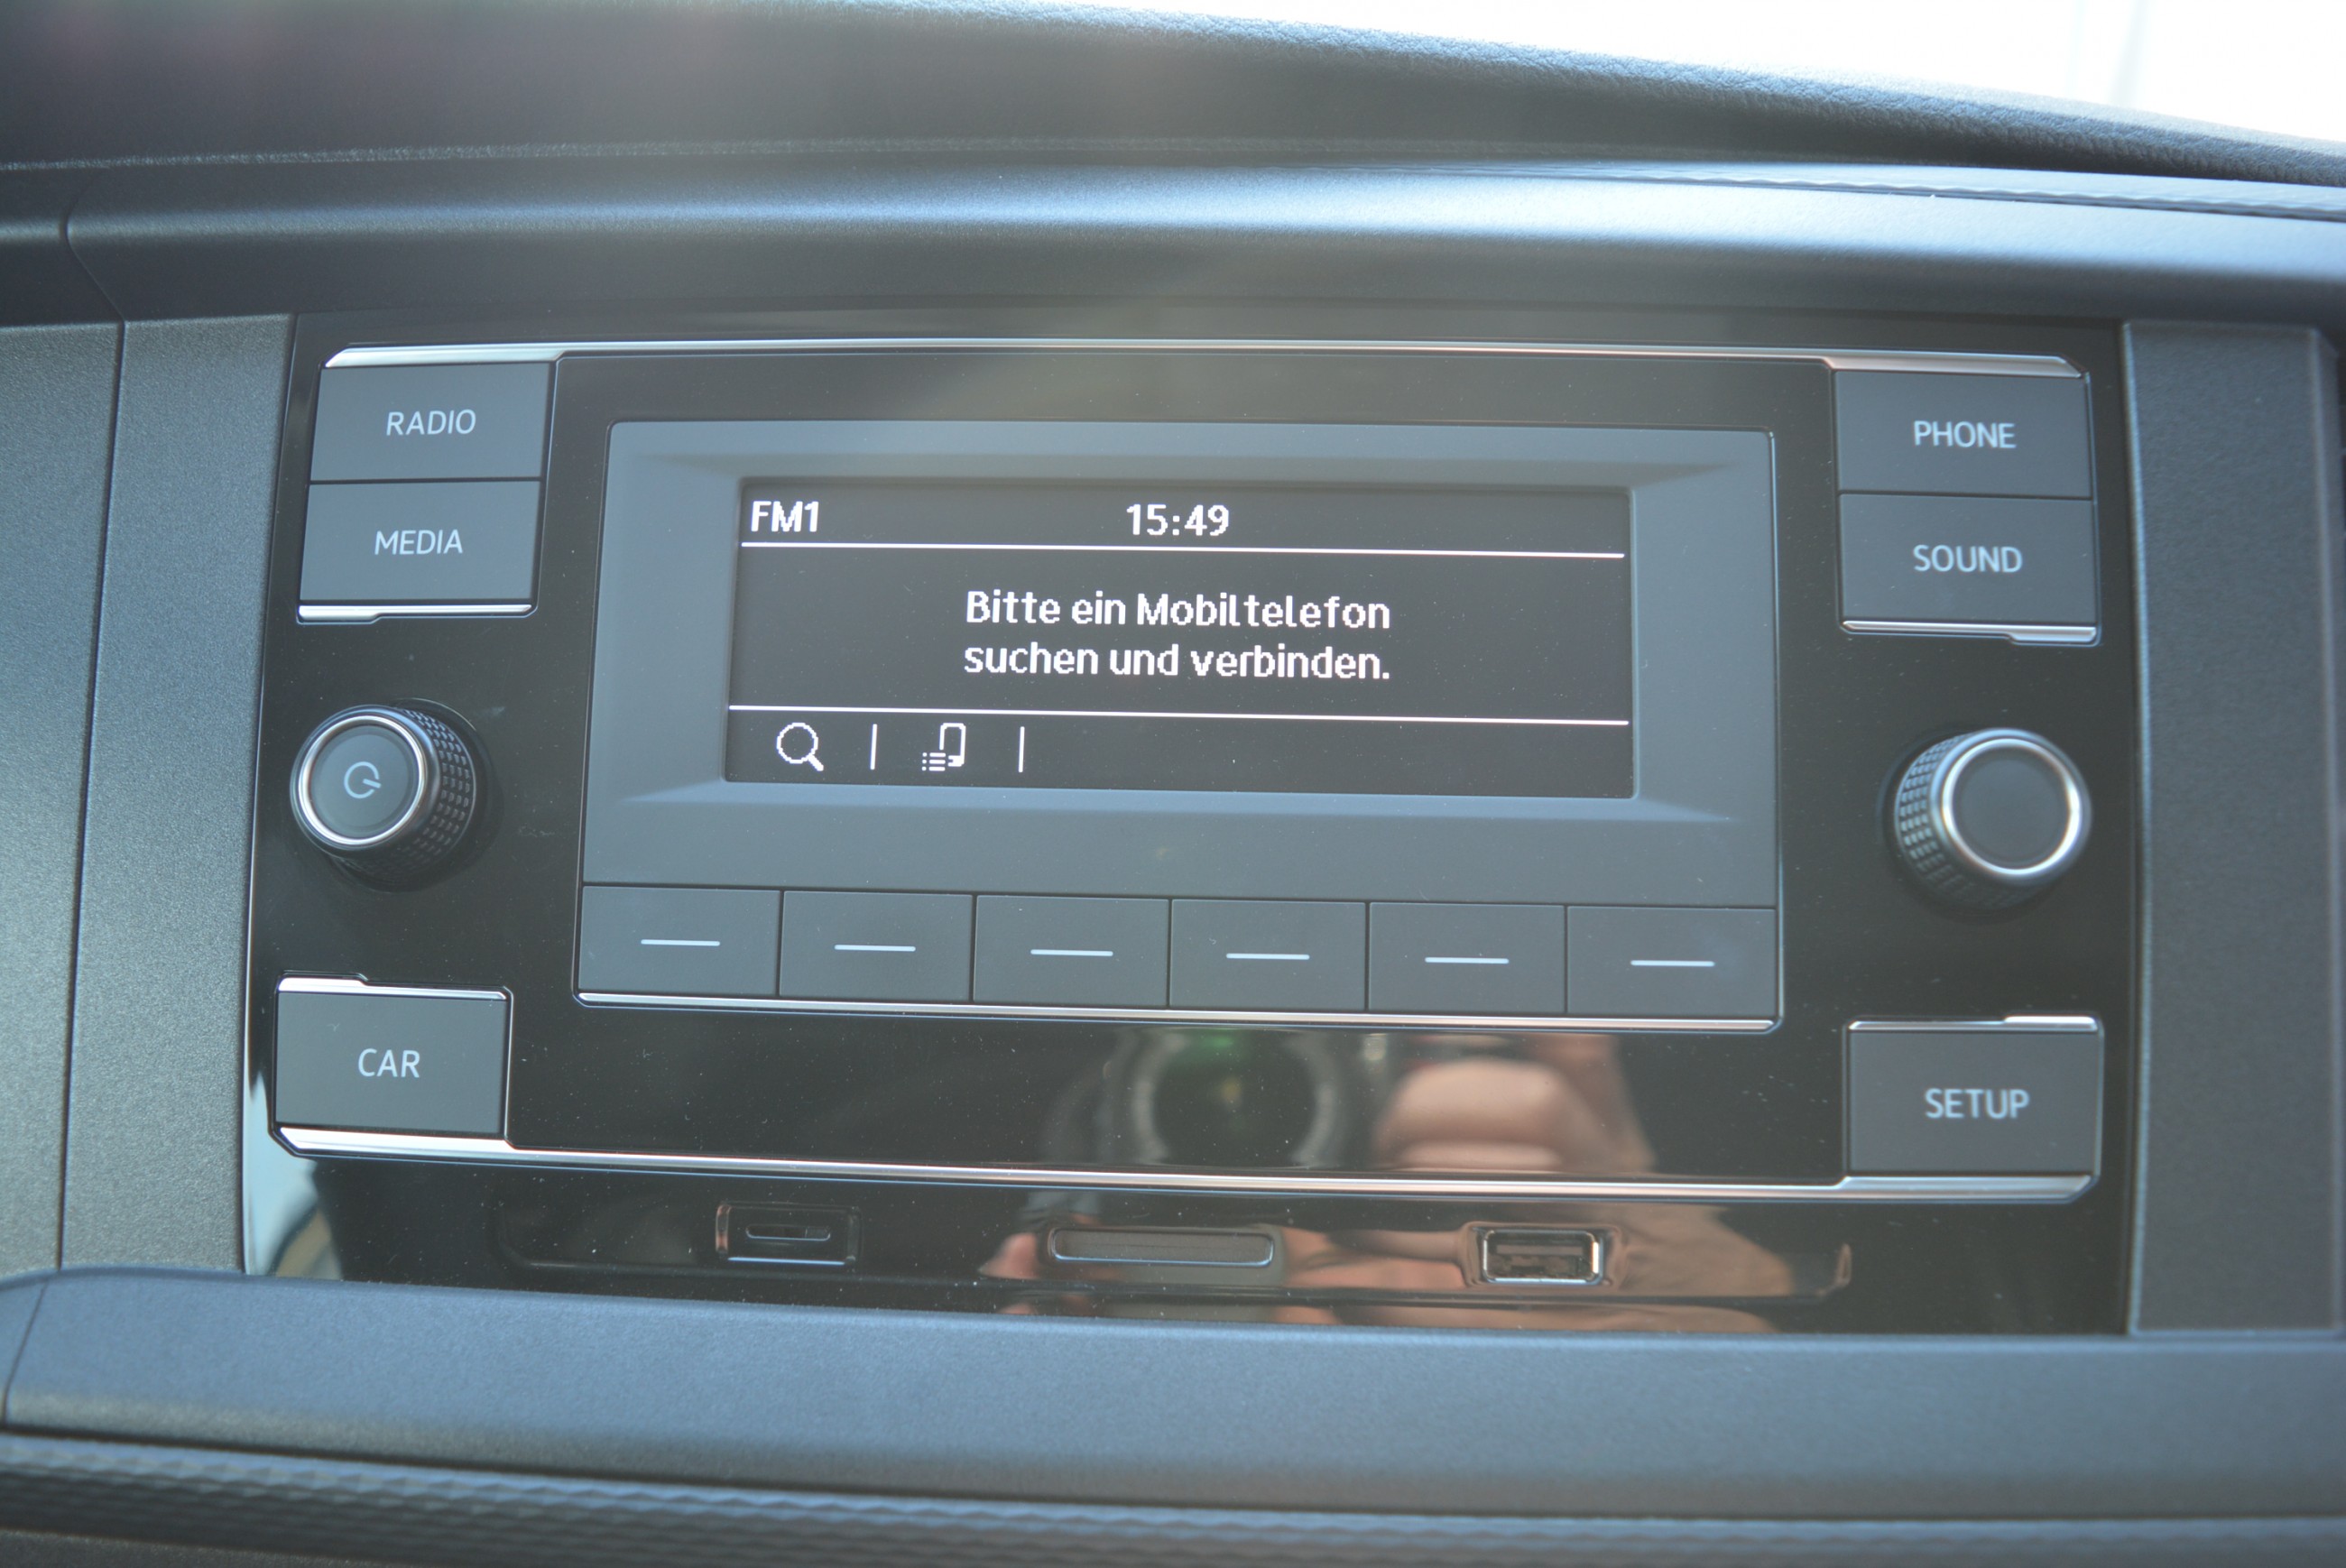 RADIO
MEDIA
FM1 15:49
Bitte ein Mobiltelefon
suchen und verbinden.
PHONE
SOUND
CAR
SETUP